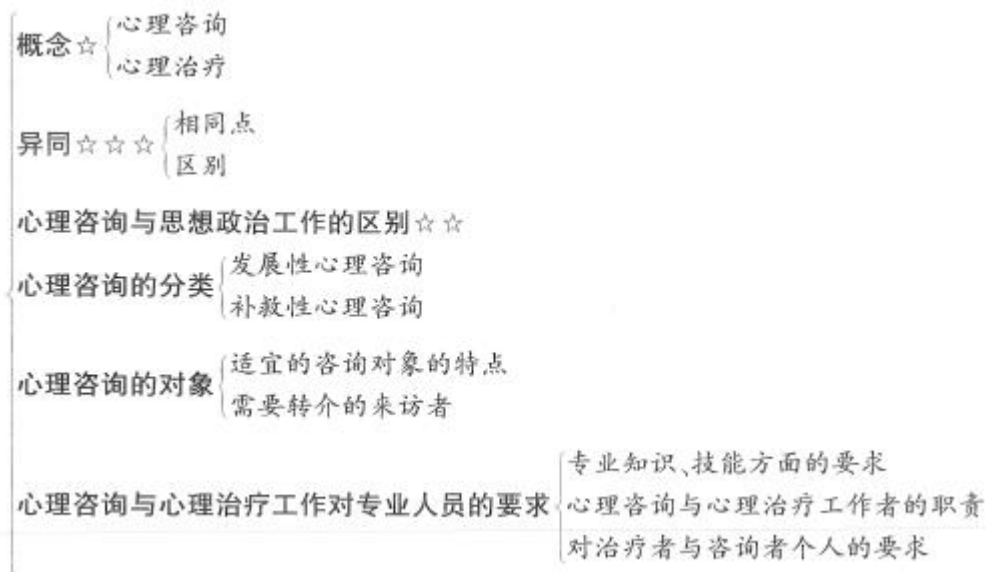 概念☆
心理咨询
心理治疗
异同☆☆☆
相同点
区别
心理咨询与思想政治工作的区别☆☆
心理咨询的分类
发展性心理咨询
补救性心理咨询
心理咨询的对象
适宜的咨询对象的特点
需要转介的来访者
心理咨询与心理治疗工作对专业人员的要求
专业知识、技能方面的要求
心理咨询与心理治疗工作者的职责
对治疗者与咨询者个人的要求